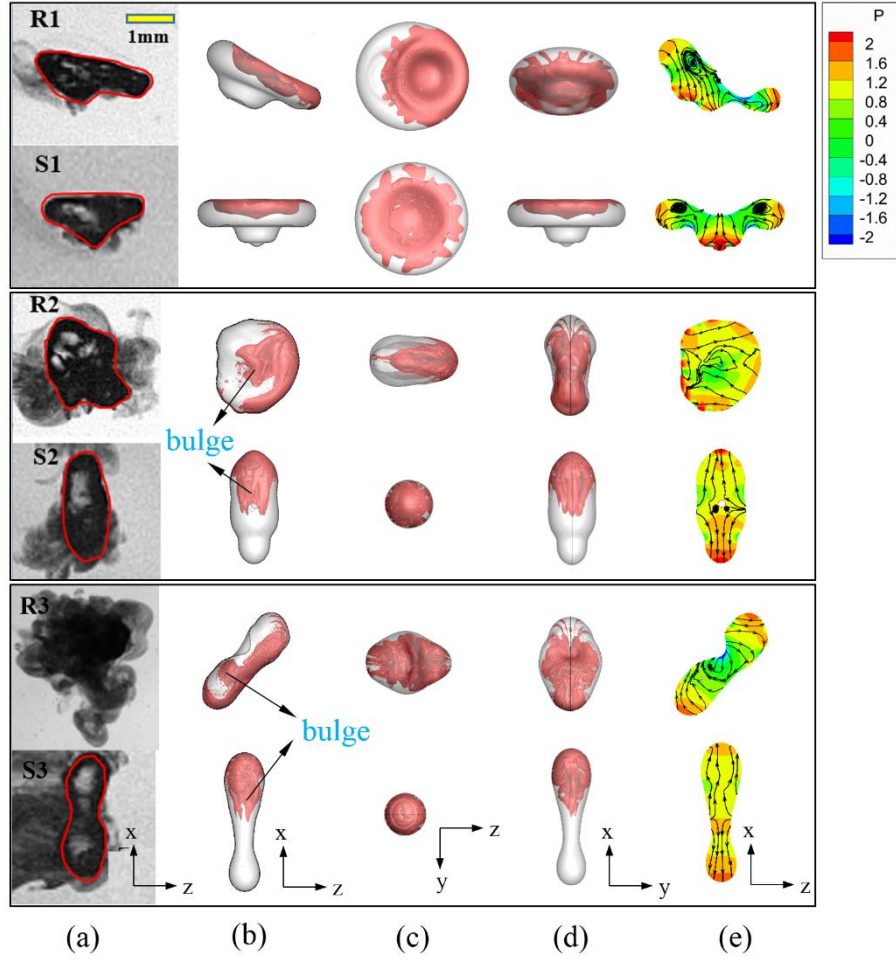 R1
1mm
S1
P
2
1.6
1.2
0.8
0.4
0
-0.4
-0.8
-1.2
-1.6
-2
R2
bulge
S2
R3
bulge
S3
x
z
x
z
z
y
x
y
x
z
(a) (b) (c) (d) (e)